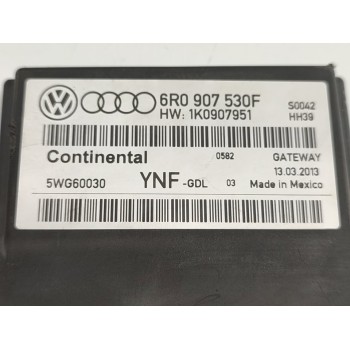 6R0 907 530F S0042
HW: 1K0907951 HH39
Continental 0582 GATEWAY
13.03.2013
5WG60030 YNF-GDL 03 Made in Mexico